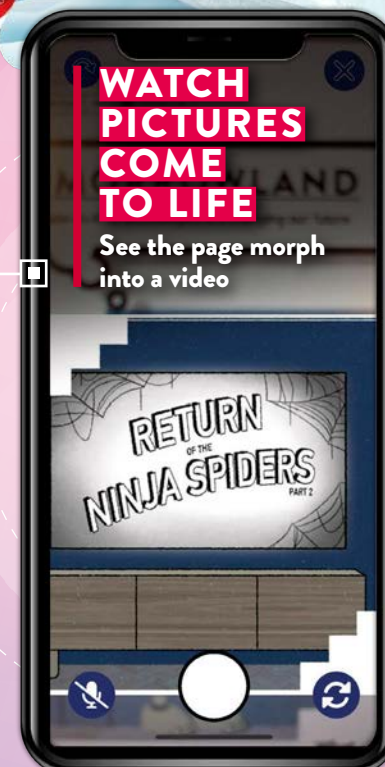 WATCH
PICTURES
COME
TO LIFE
See the page morph
into a video
RETURN
OF THE
NINJA SPIDERS
PART 2